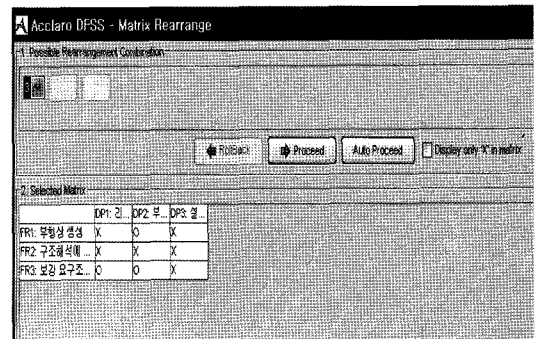 Acclaro DFSS - Matrix Rearrange
1. Possible Rearrangement Combination
Rollback Proceed Auto Proceed Display only 'X' in matrix
2. Selected Matrix
DP1: 리... DP2: 부... DP3: 설...
FR1: 부형상 생성 X O X
FR2: 구조해석에 ... X X X
FR3: 보강 요구조... O O X